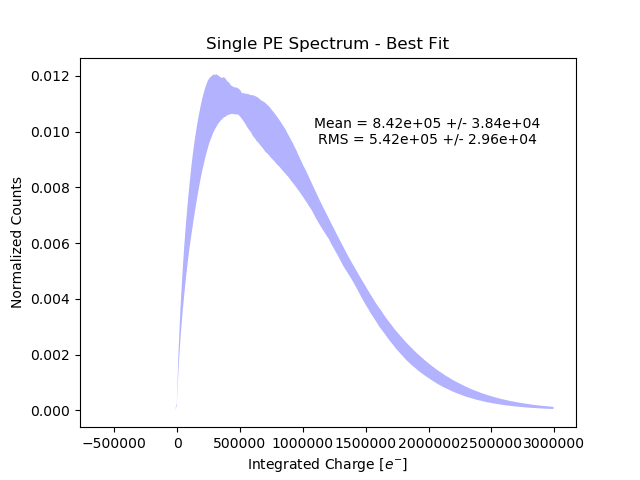 Single PE Spectrum - Best Fit
0.012
Mean = 8.42e+05 +/- 3.84e+04
0.010
RMS = 5.42e+05 +/- 2.96e+04
0.008
Normalized Counts
0.006
0.004
0.002
0.000
−500000 0 500000 1000000 1500000 2000000 2500000 3000000
Integrated Charge [e⁻]